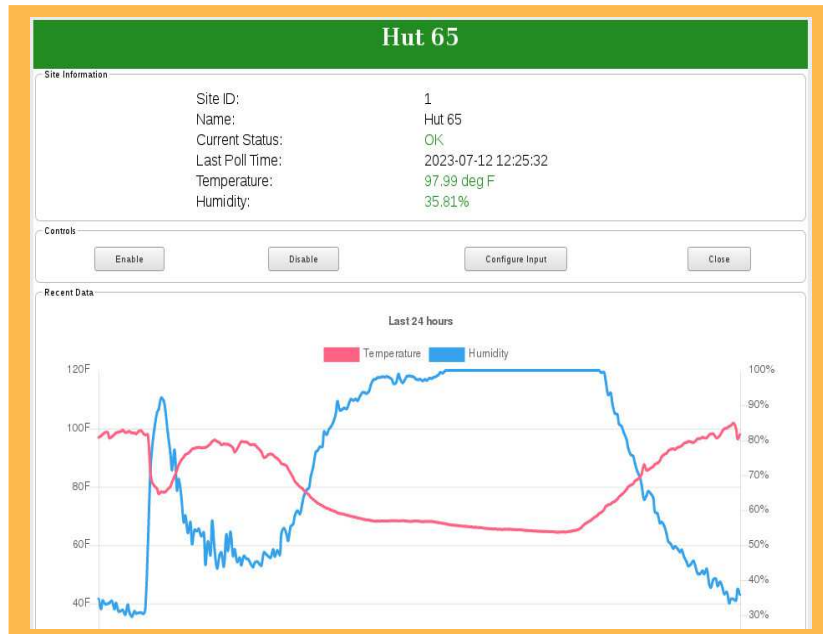 Hut 65
Site Information
Site ID: 1
Name: Hut 65
Current Status: OK
Last Poll Time: 2023-07-12 12:25:32
Temperature: 97.99 deg F
Humidity: 35.81%
Controls
Enable Disable Configure Input Close
Recent Data
Last 24 hours
Temperature Humidity
120F 100%
90%
100F
80%
80F 70%
60%
60F 50%
40%
40F
30%